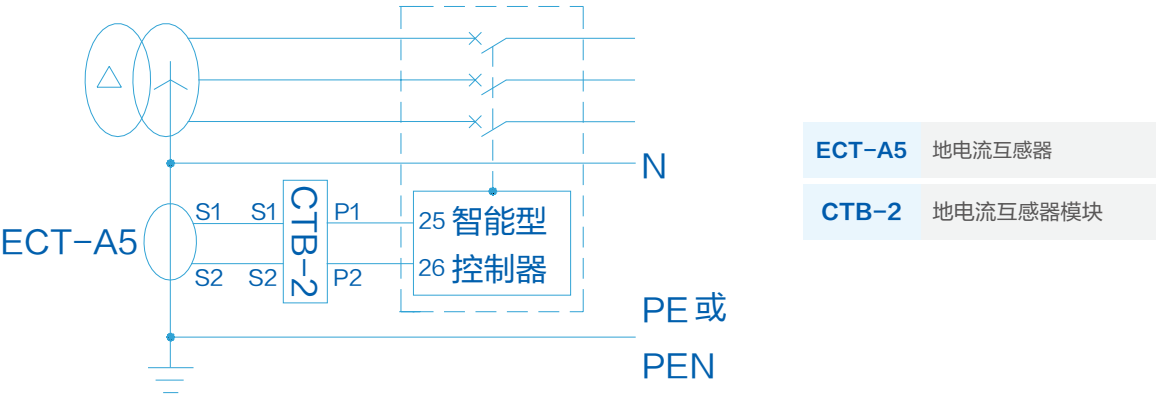 N
ECT-A5
S1
S1
P1
S2
S2
P2
CTB-2
25 智能型
26 控制器
PE 或
PEN
ECT-A5 地电流互感器
CTB-2 地电流互感器模块